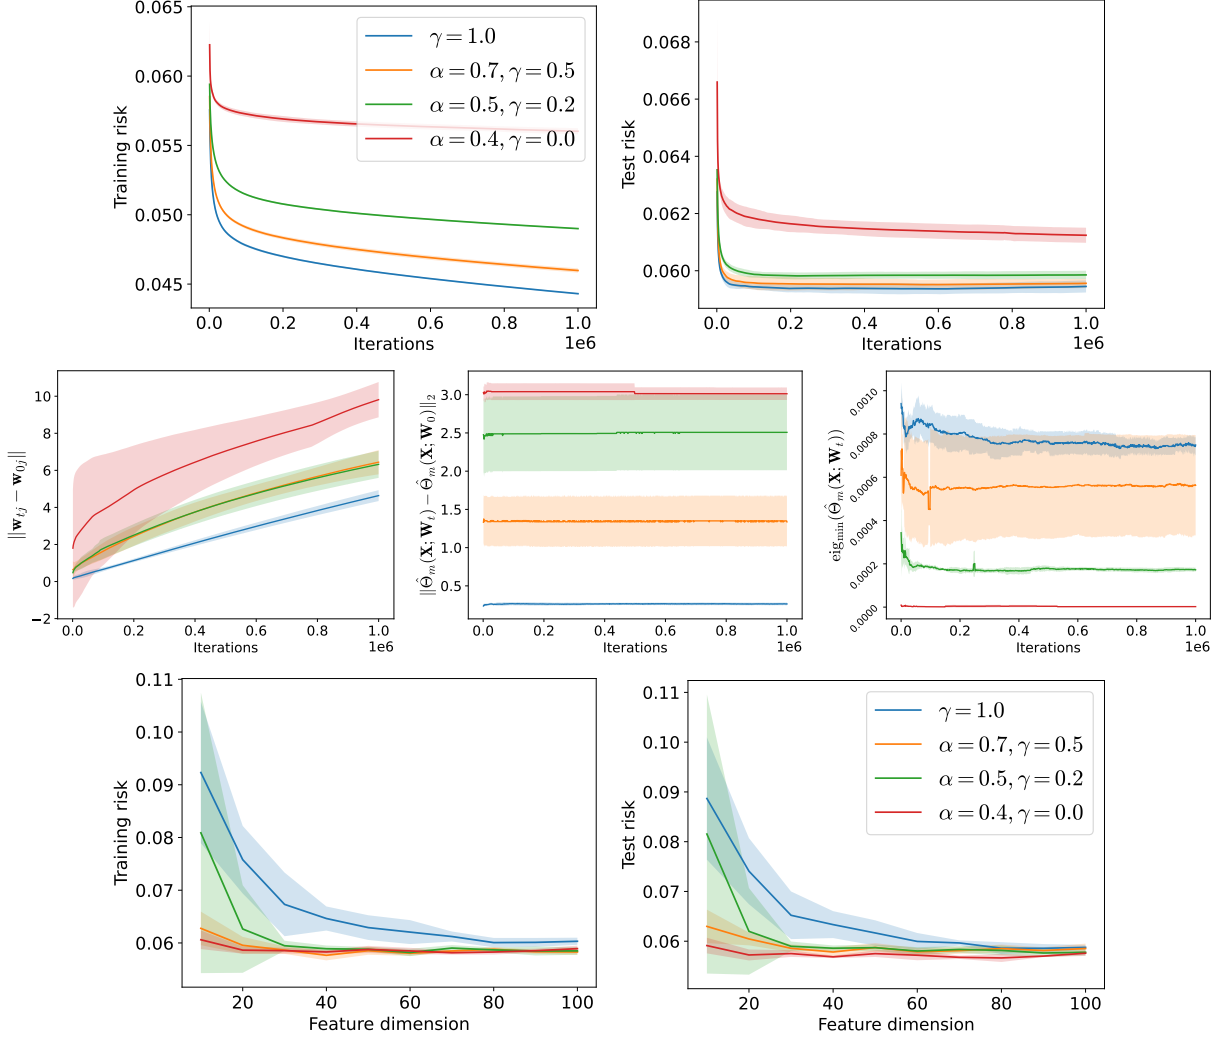 Training risk
0.065
0.060
0.055
0.050
0.045
0.0 0.2 0.4 0.6 0.8 1.0
Iterations
1e6
γ = 1.0
α = 0.7, γ = 0.5
α = 0.5, γ = 0.2
α = 0.4, γ = 0.0
Test risk
0.068
0.066
0.064
0.062
0.060
0.0 0.2 0.4 0.6 0.8 1.0
Iterations
1e6
||w_{tj} − w_{0j}||
10
8
6
4
2
0
−2
0.0 0.2 0.4 0.6 0.8 1.0
Iterations
1e6
||Θ̂_m(X; W_t) − Θ̂_m(X; W_0)||_2
3.0
2.5
2.0
1.5
1.0
0.5
0.0 0.2 0.4 0.6 0.8 1.0
Iterations
1e6
eig_min(Θ̂_m(X; W_t))
0.0010
0.0008
0.0006
0.0004
0.0002
0.0000
0.0 0.2 0.4 0.6 0.8 1.0
Iterations
1e6
Training risk
0.11
0.10
0.09
0.08
0.07
0.06
20 40 60 80 100
Feature dimension
Test risk
0.11
0.10
0.09
0.08
0.07
0.06
20 40 60 80 100
Feature dimension
γ = 1.0
α = 0.7, γ = 0.5
α = 0.5, γ = 0.2
α = 0.4, γ = 0.0